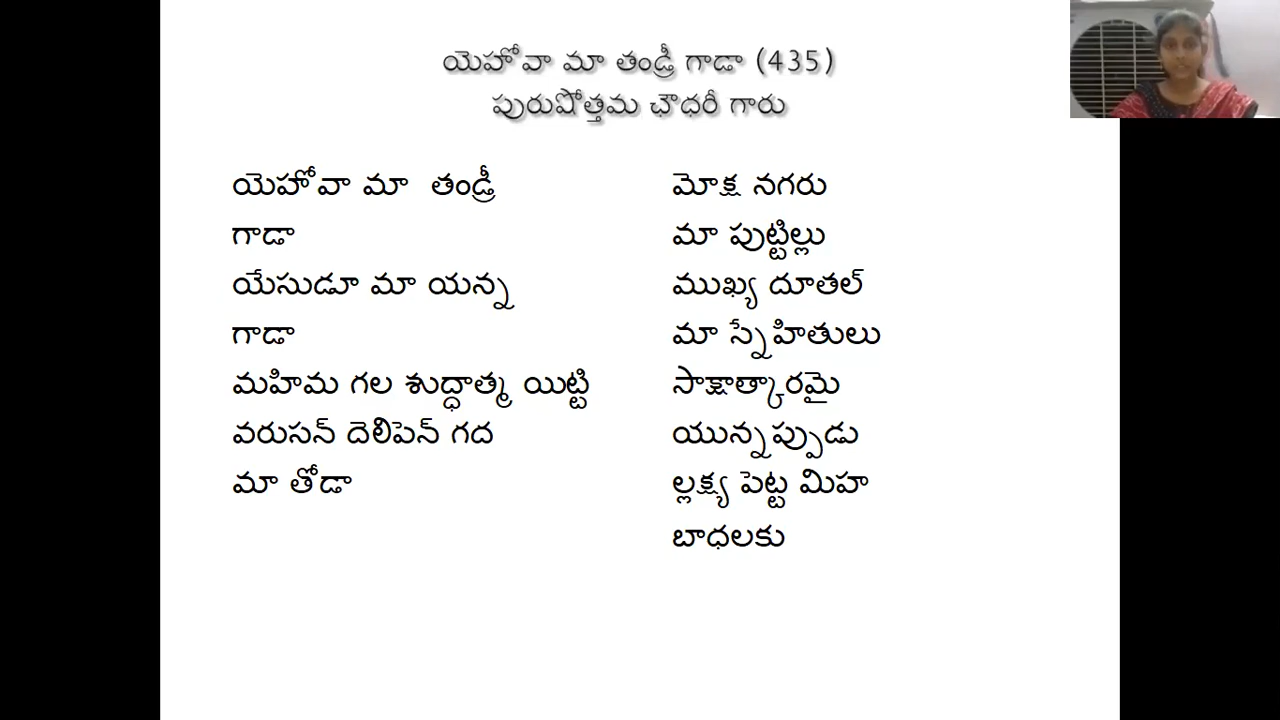 యెహోవా మా తండ్రీ గాడా (435)
పురుషోత్తమ ఛౌధరీ గారు
యెహోవా మా తండ్రీ
గాడా
యేసుడూ మా యన్న
గాడా
మహిమ గల శుద్ధాత్మ యిట్టి
వరుసన్ దెలిపెన్ గద
మా తోడా
మోక్ష నగరు
మా పుట్టిల్లు
ముఖ్య దూతల్
మా స్నేహితులు
సాక్షాత్కారమై
యున్నప్పుడు
ల్లక్ష్య పెట్ట మిహ
బాధలకు